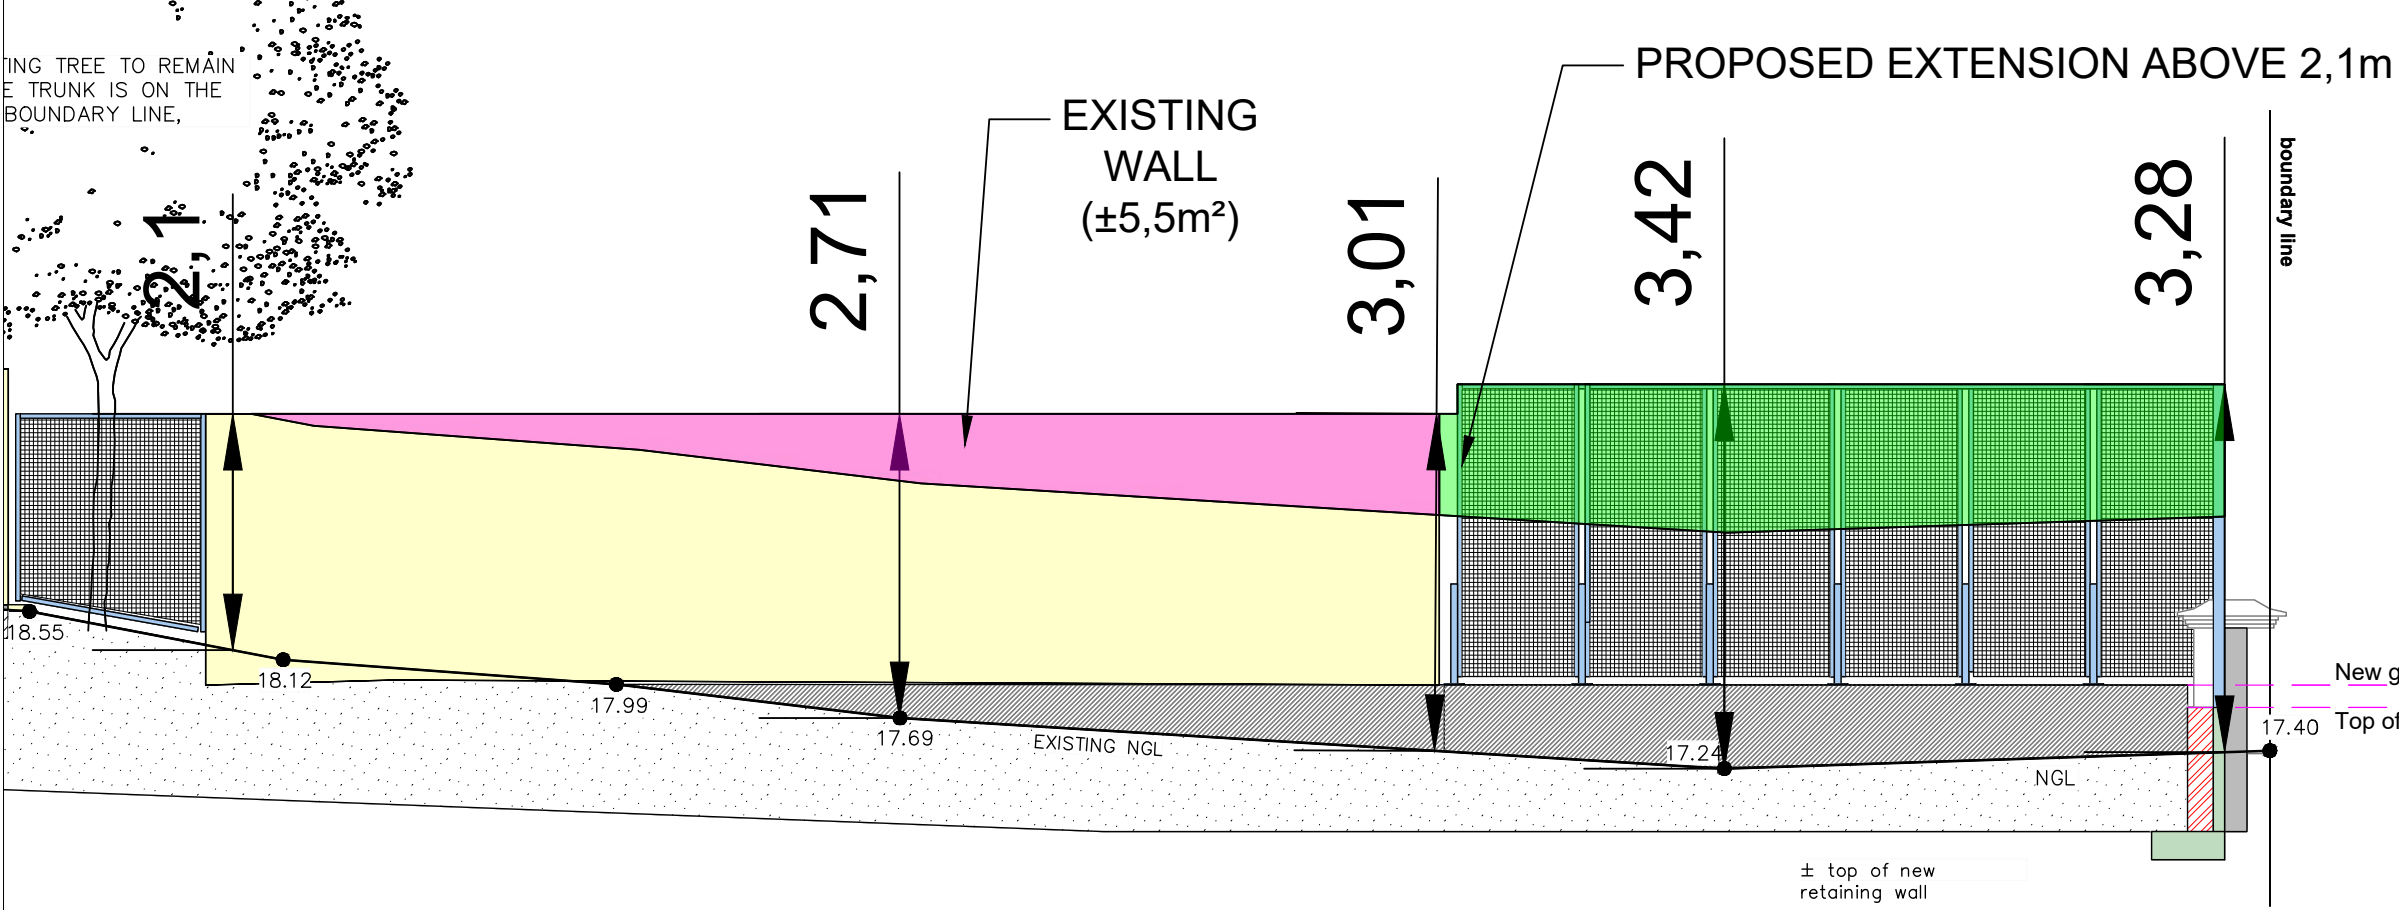 TING TREE TO REMAIN
E TRUNK IS ON THE
BOUNDARY LINE,
EXISTING
WALL
(±5,5m²)
PROPOSED EXTENSION ABOVE 2,1m
2,1
2,71
3,01
3,42
3,28
boundary line
18.55
18.12
17.99
17.69
EXISTING NGL
17.24
NGL
17.40
New g
Top of
± top of new
retaining wall